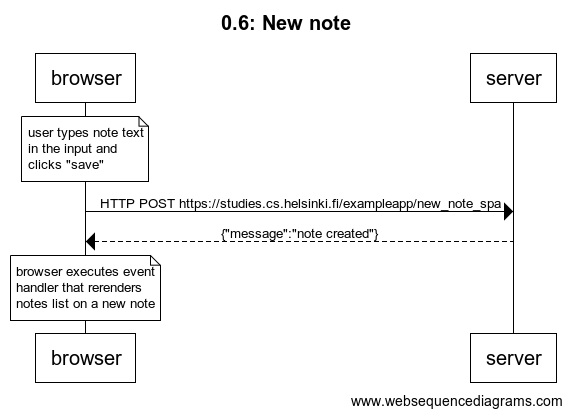 0.6: New note
browser
server
user types note text
in the input and
clicks "save"
HTTP POST https://studies.cs.helsinki.fi/exampleapp/new_note_spa
{"message":"note created"}
browser executes event
handler that rerenders
notes list on a new note
browser
server
www.websequencediagrams.com